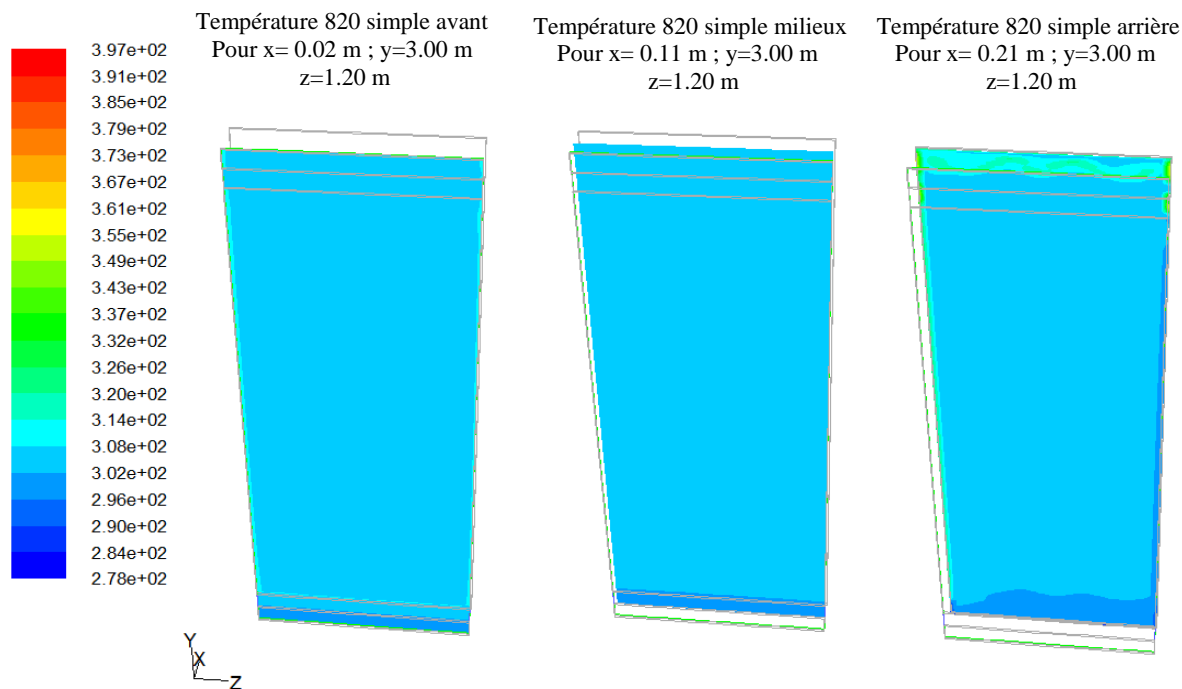 Température 820 simple avant
Pour x= 0.02 m ; y=3.00 m
z=1.20 m
Température 820 simple milieux
Pour x= 0.11 m ; y=3.00 m
z=1.20 m
Température 820 simple arrière
Pour x= 0.21 m ; y=3.00 m
z=1.20 m
3.97e+02
3.91e+02
3.85e+02
3.79e+02
3.73e+02
3.67e+02
3.61e+02
3.55e+02
3.49e+02
3.43e+02
3.37e+02
3.32e+02
3.26e+02
3.20e+02
3.14e+02
3.08e+02
3.02e+02
2.96e+02
2.90e+02
2.84e+02
2.78e+02
Y
X
Z